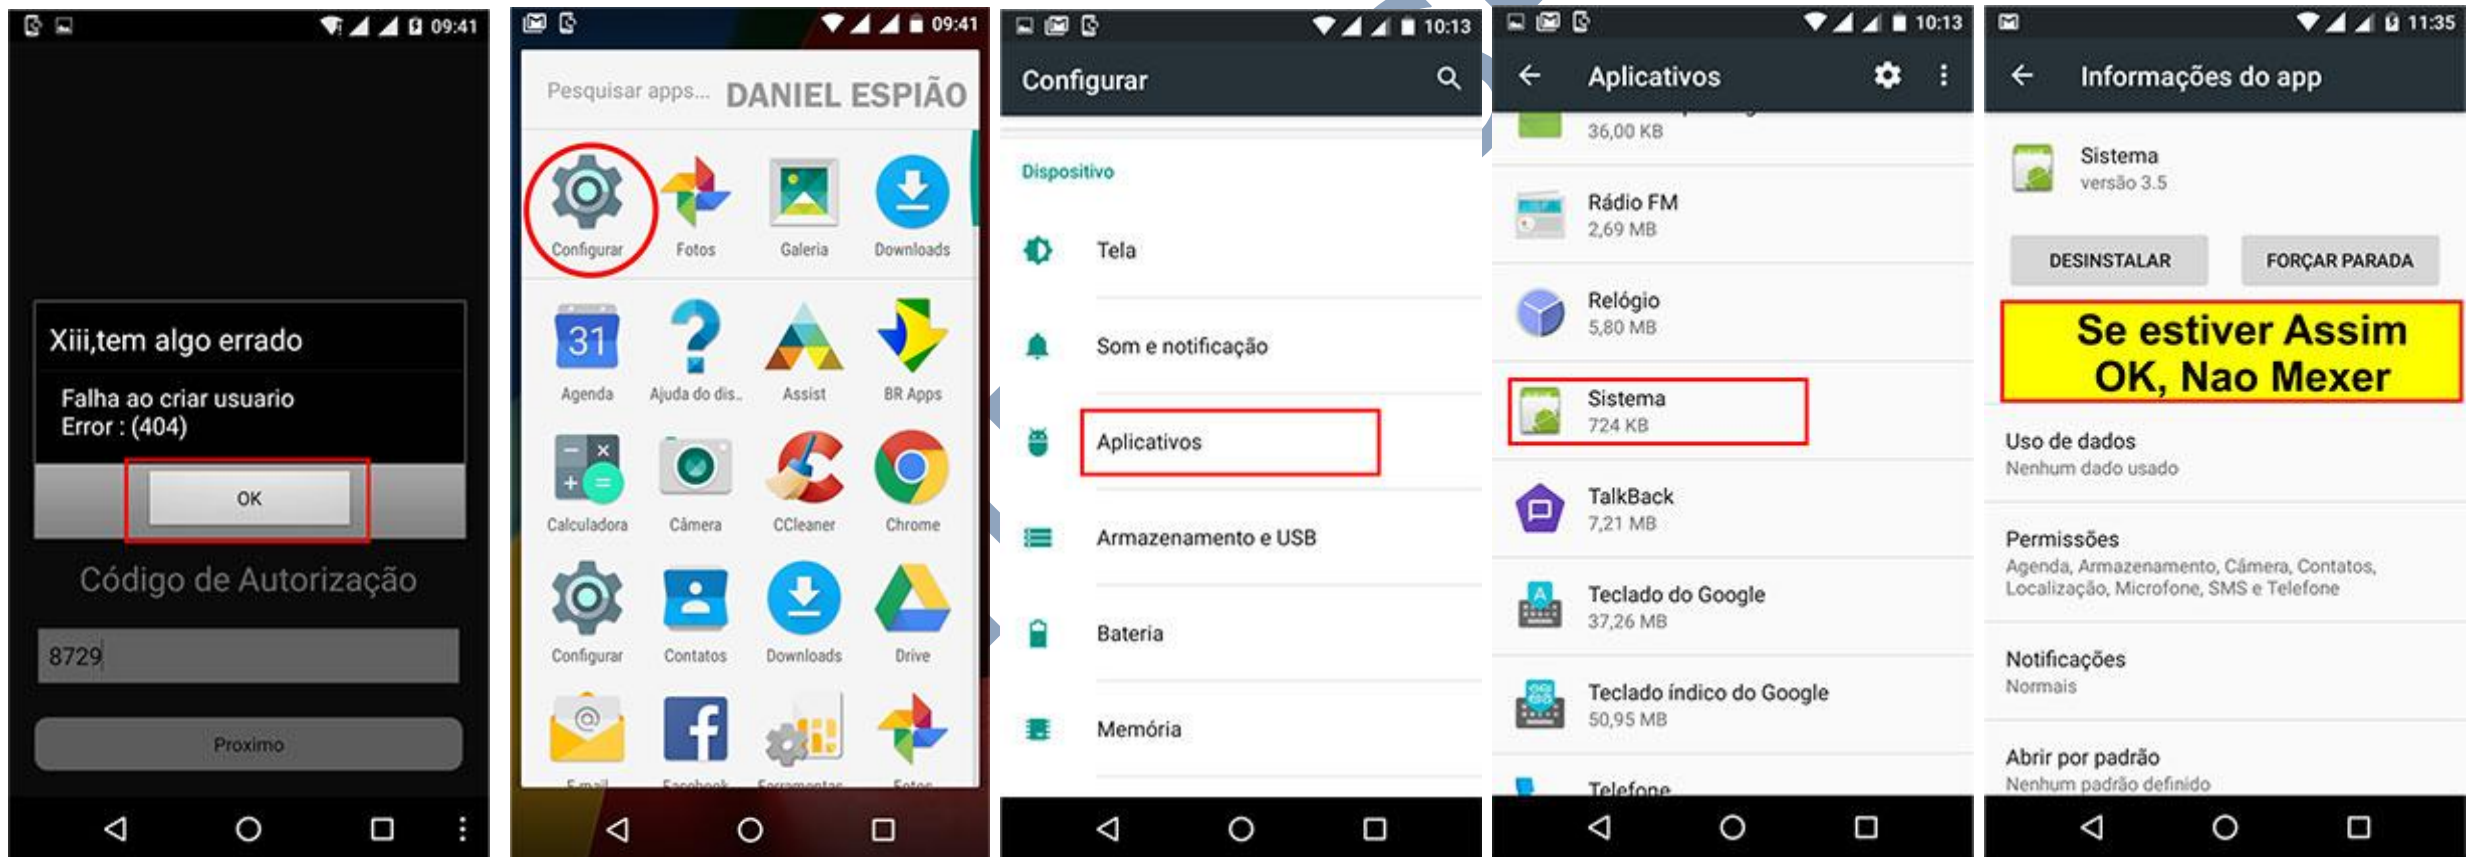 09:41
Xiii,tem algo errado
Falha ao criar usuario
Error : (404)
OK
Código de Autorização
8729
Proximo
09:41
Pesquisar apps... DANIEL ESPIÃO
Configurar Fotos Galeria Downloads
31
Agenda Ajuda do dis.. Assist BR Apps
Calculadora Câmera CCleaner Chrome
Configurar Contatos Downloads Drive
E-mail Facebook Ferramentas Fotos
10:13
Configurar
Dispositivo
Tela
Som e notificação
Aplicativos
Armazenamento e USB
Bateria
Memória
10:13
Aplicativos
36,00 KB
Rádio FM
2,69 MB
Relógio
5,80 MB
Sistema
724 KB
TalkBack
7,21 MB
Teclado do Google
37,26 MB
Teclado índico do Google
50,95 MB
Telefone
11:35
Informações do app
Sistema
versão 3.5
DESINSTALAR FORÇAR PARADA
Se estiver Assim
OK, Nao Mexer
Uso de dados
Nenhum dado usado
Permissões
Agenda, Armazenamento, Câmera, Contatos,
Localização, Microfone, SMS e Telefone
Notificações
Normais
Abrir por padrão
Nenhum padrão definido